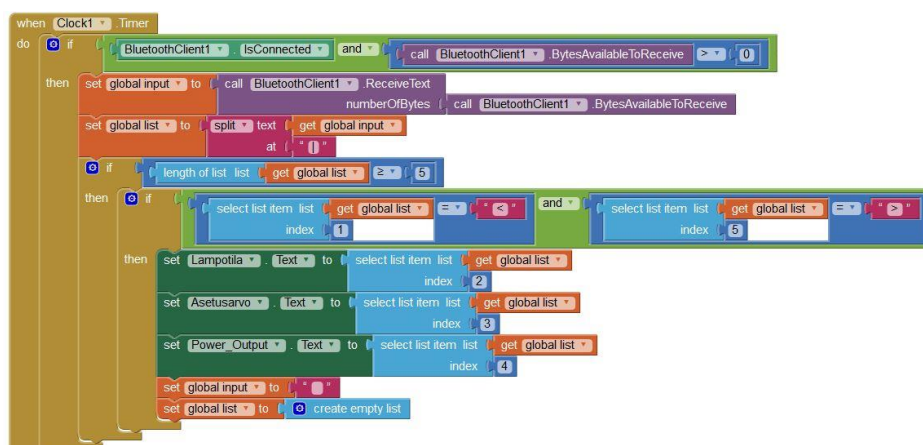 when Clock1 .Timer
do if BluetoothClient1 . IsConnected and call BluetoothClient1 .BytesAvailableToReceive > 0
then set global input to call BluetoothClient1 .ReceiveText
numberOfBytes call BluetoothClient1 .BytesAvailableToReceive
set global list to split text get global input
at " | "
if length of list list get global list ≥ 5
then if select list item list get global list = " < " and select list item list get global list = " > "
index 1 index 5
then set Lampotila . Text to select list item list get global list
index 2
set Asetusarvo . Text to select list item list get global list
index 3
set Power_Output . Text to select list item list get global list
index 4
set global input to " "
set global list to create empty list